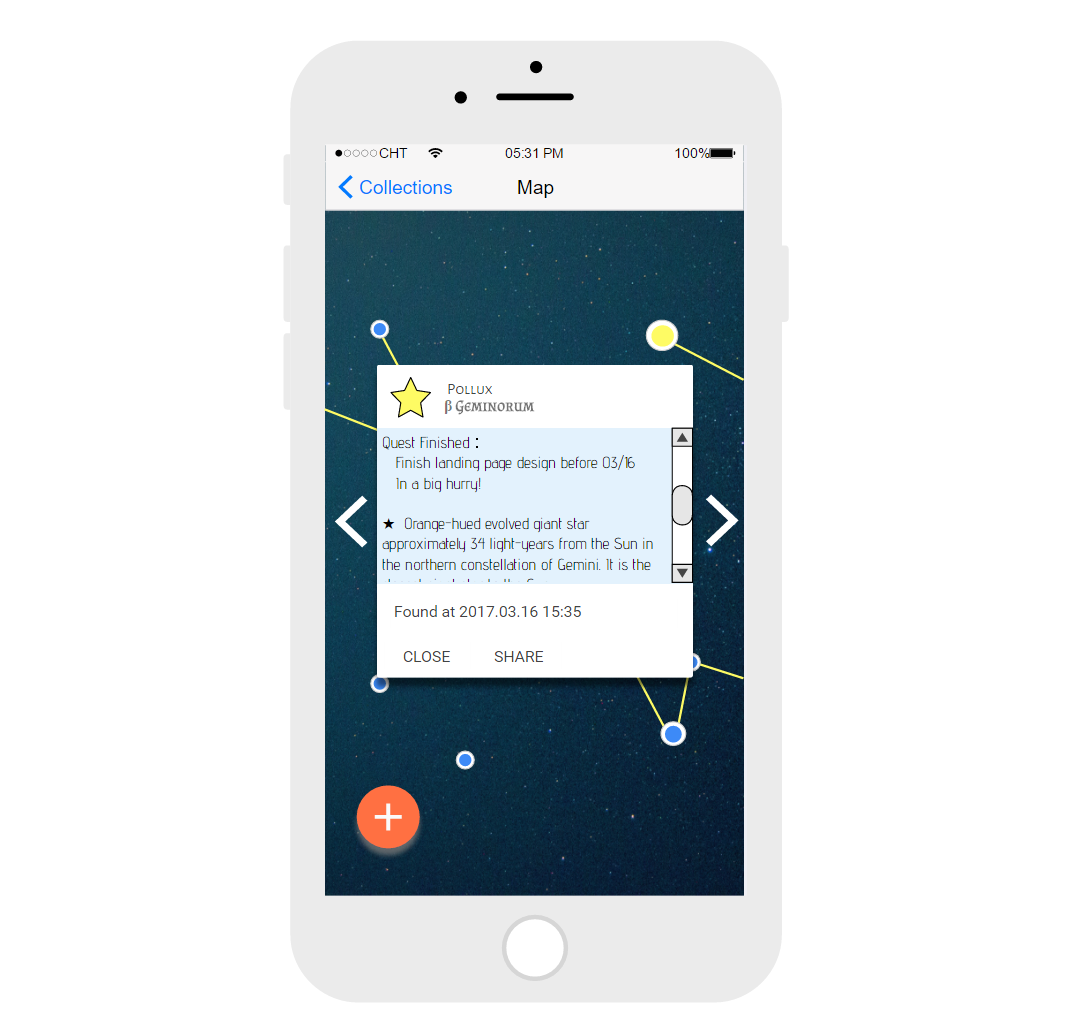 CHT 05:31 PM 100%
Collections Map
Pollux
β Geminorum
Quest Finished :
Finish landing page design before 03/16
In a big hurry!
★ Orange-hued evolved giant star
approximately 34 light-years from the Sun in
the northern constellation of Gemini. It is the
Found at 2017.03.16 15:35
CLOSE SHARE